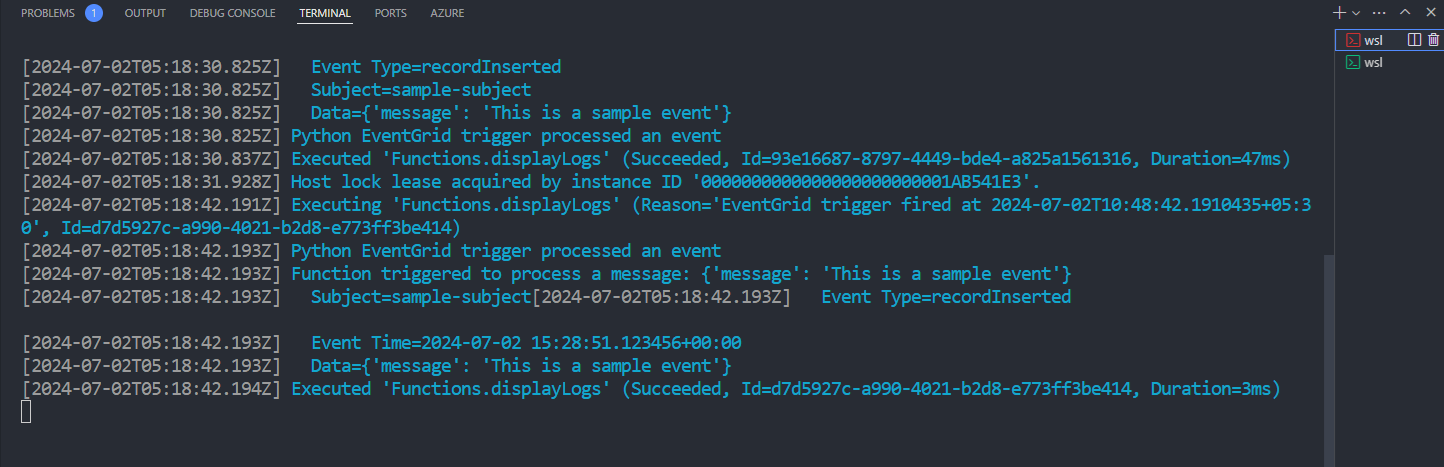 PROBLEMS 1 OUTPUT DEBUG CONSOLE TERMINAL PORTS AZURE
wsl
wsl
[2024-07-02T05:18:30.825Z]   Event Type=recordInserted
[2024-07-02T05:18:30.825Z]   Subject=sample-subject
[2024-07-02T05:18:30.825Z]   Data={'message': 'This is a sample event'}
[2024-07-02T05:18:30.825Z] Python EventGrid trigger processed an event
[2024-07-02T05:18:30.837Z] Executed 'Functions.displayLogs' (Succeeded, Id=93e16687-8797-4449-bde4-a825a1561316, Duration=47ms)
[2024-07-02T05:18:31.928Z] Host lock lease acquired by instance ID '0000000000000000000000001AB541E3'.
[2024-07-02T05:18:42.191Z] Executing 'Functions.displayLogs' (Reason='EventGrid trigger fired at 2024-07-02T10:48:42.1910435+05:3
0', Id=d7d5927c-a990-4021-b2d8-e773ff3be414)
[2024-07-02T05:18:42.193Z] Python EventGrid trigger processed an event
[2024-07-02T05:18:42.193Z] Function triggered to process a message: {'message': 'This is a sample event'}
[2024-07-02T05:18:42.193Z]   Subject=sample-subject[2024-07-02T05:18:42.193Z]   Event Type=recordInserted
[2024-07-02T05:18:42.193Z]   Event Time=2024-07-02 15:28:51.123456+00:00
[2024-07-02T05:18:42.193Z]   Data={'message': 'This is a sample event'}
[2024-07-02T05:18:42.194Z] Executed 'Functions.displayLogs' (Succeeded, Id=d7d5927c-a990-4021-b2d8-e773ff3be414, Duration=3ms)